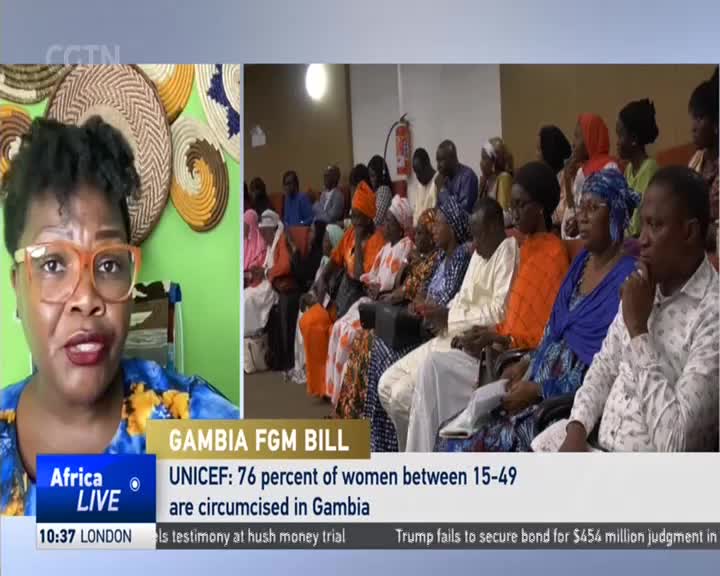 CGTN
GAMBIA FGM BILL
Africa
LIVE
UNICEF: 76 percent of women between 15-49
are circumcised in Gambia
10:37 LONDON
els testimony at hush money trial Trump fails to secure bond for $454 million judgment in